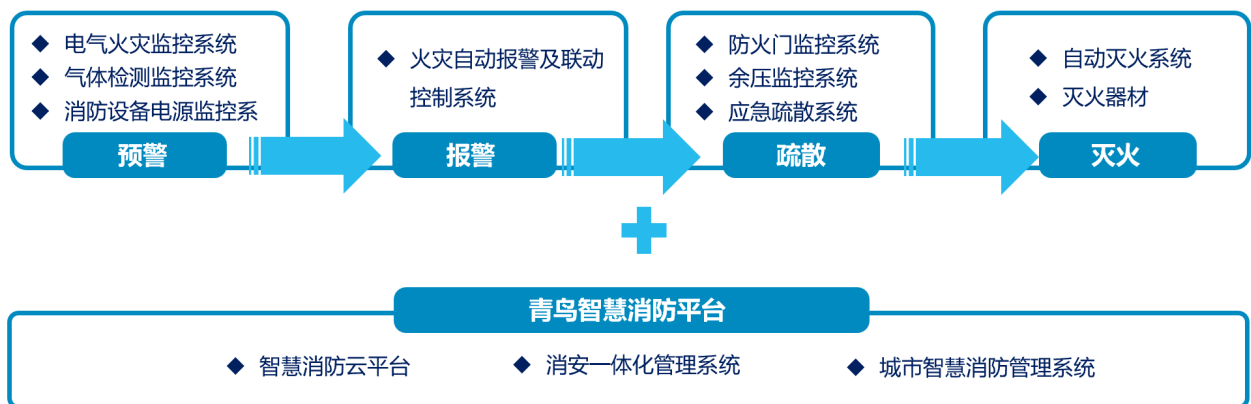 电气火灾监控系统
气体检测监控系统
消防设备电源监控系
预警
火灾自动报警及联动
控制系统
报警
防火门监控系统
余压监控系统
应急疏散系统
疏散
自动灭火系统
灭火器材
灭火
青鸟智慧消防平台
智慧消防云平台
消安一体化管理系统
城市智慧消防管理系统